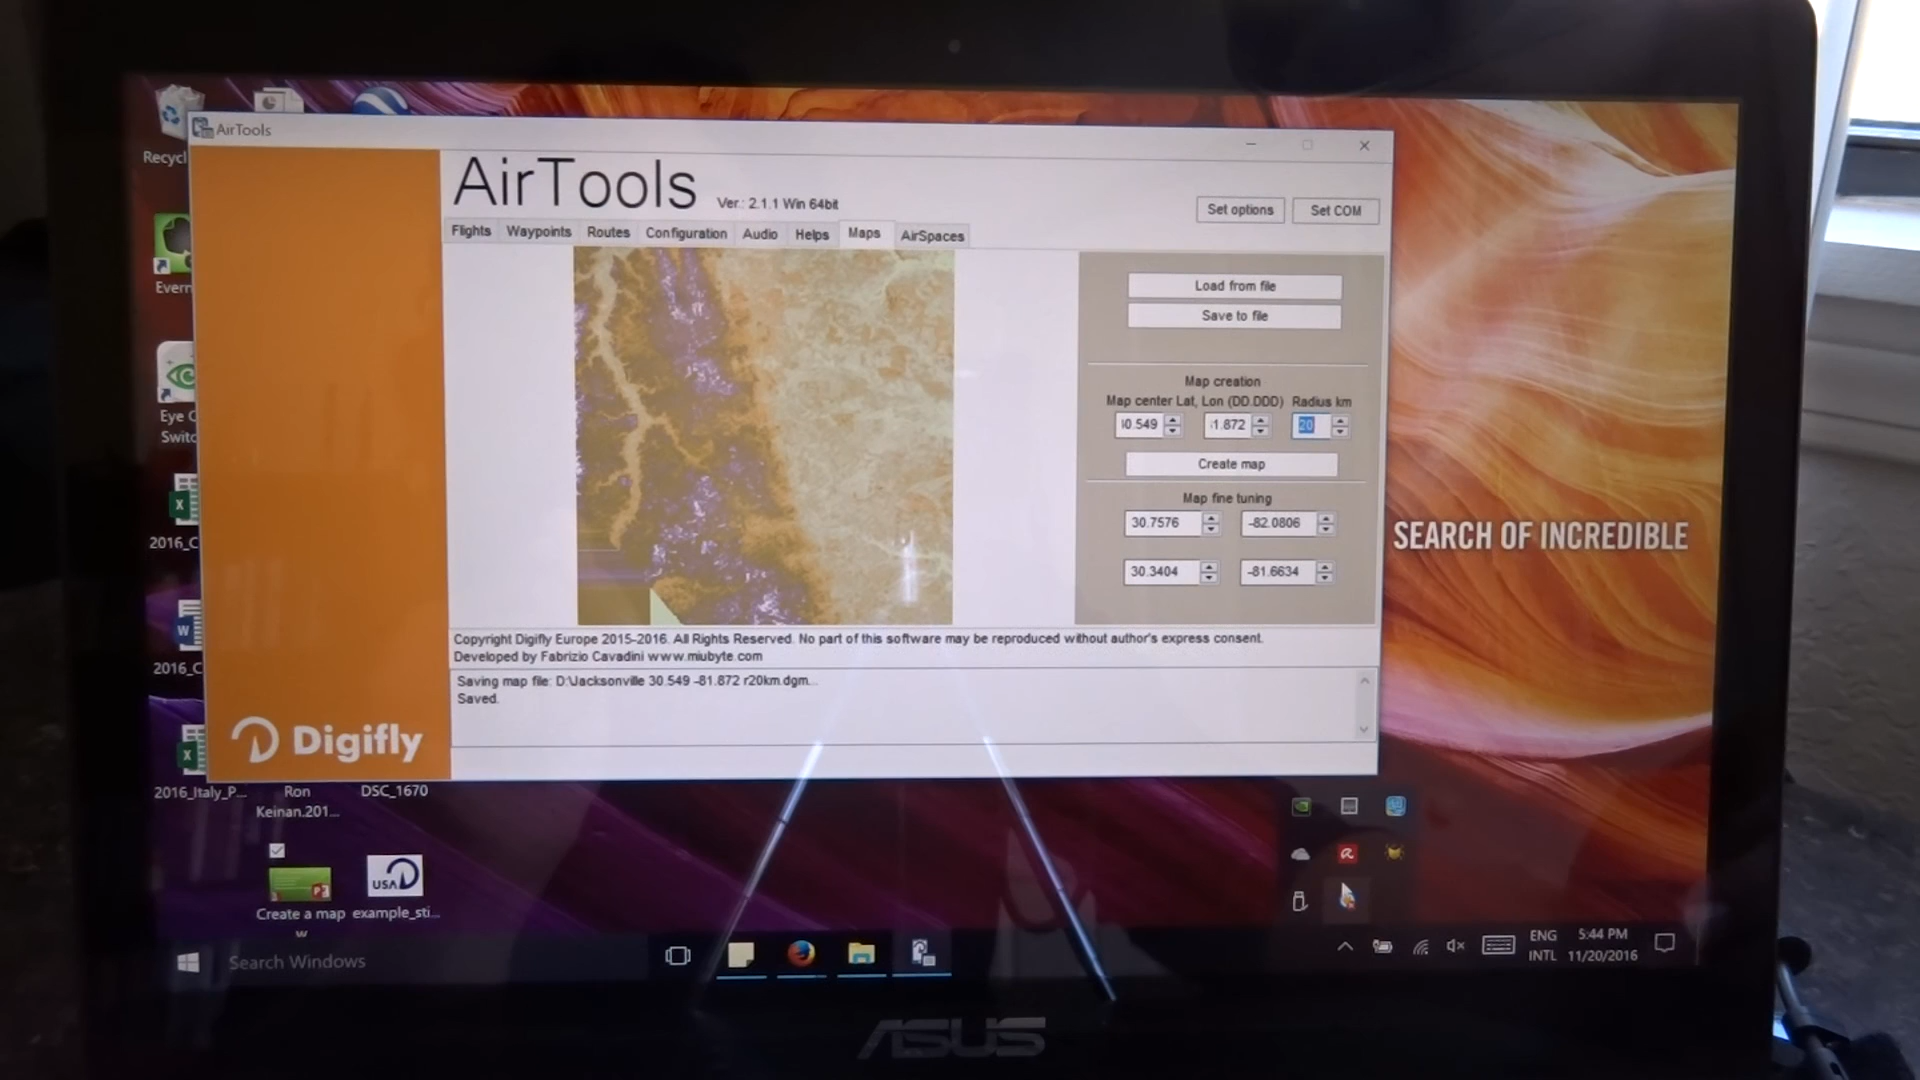 Recycl
AirTools
AirTools Ver.: 2.1.1 Win 64bit
Set options Set COM
Flights Waypoints Routes Configuration Audio Helps Maps AirSpaces
Load from file
Save to file
Map creation
Map center Lat, Lon (DD.DDD) Radius km
0.549 1.872 20
Create map
Map fine tuning
30.7576 -82.0806
30.3404 -81.6634
Copyright Digifly Europe 2015-2016. All Rights Reserved. No part of this software may be reproduced without author's express consent.
Developed by Fabrizio Cavadini www.miubyte.com
Saving map file: D:\Jacksonville 30.549 -81.872 r20km.dgm...
Saved.
Digifly
Evern
Eye C
Switc
2016_C
2016_C
2016_Italy_P...
Ron
Keinan.201...
DSC_1670
USA
Create a map
w
example_sti...
SEARCH OF INCREDIBLE
Search Windows
ENG
INTL
5:44 PM
11/20/2016
ASUS